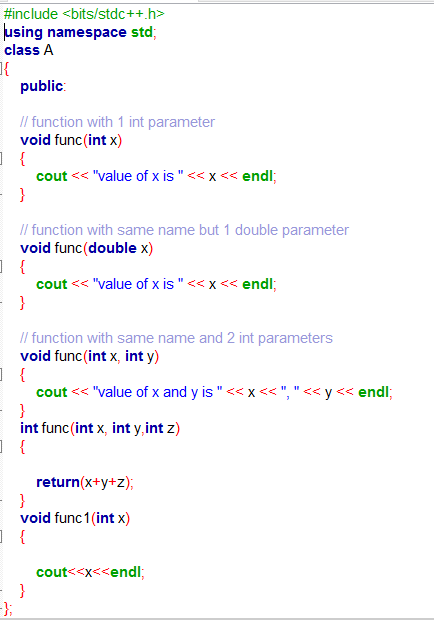 #include <bits/stdc++.h>
using namespace std;
class A
{
public:
// function with 1 int parameter
void func(int x)
{
cout << "value of x is " << x << endl;
}
// function with same name but 1 double parameter
void func(double x)
{
cout << "value of x is " << x << endl;
}
// function with same name and 2 int parameters
void func(int x, int y)
{
cout << "value of x and y is " << x << ", " << y << endl;
}
int func(int x, int y,int z)
{
return(x+y+z);
}
void func1(int x)
{
cout<<x<<endl;
}
};